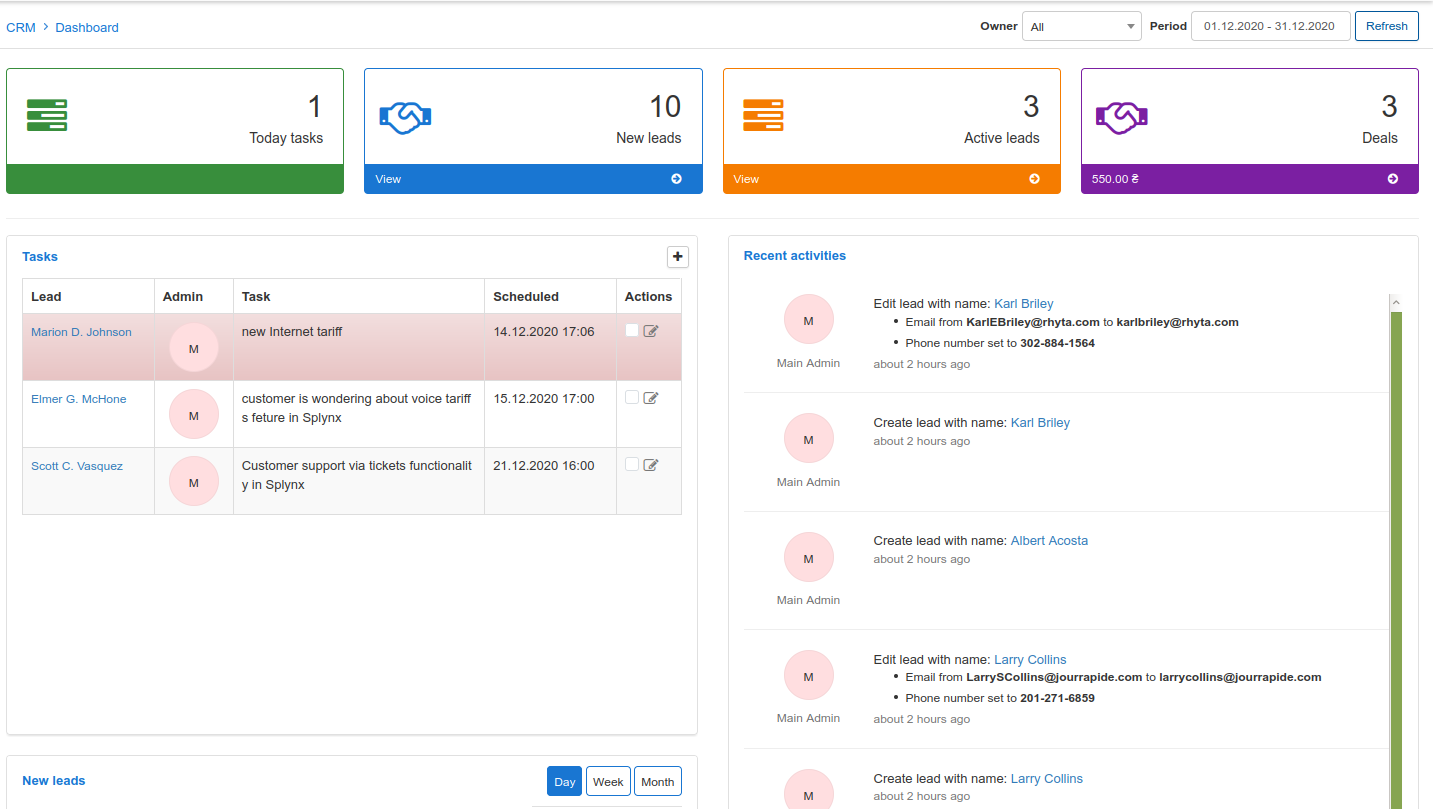 CRM > Dashboard
Owner All Period 01.12.2020 - 31.12.2020 Refresh
1
Today tasks
10
New leads
View
3
Active leads
View
3
Deals
550.00 ₴
Tasks
+
Lead Admin Task Scheduled Actions
Marion D. Johnson M new Internet tariff 14.12.2020 17:06
Elmer G. McHone M customer is wondering about voice tariff
s feture in Splynx 15.12.2020 17:00
Scott C. Vasquez M Customer support via tickets functionalit
y in Splynx 21.12.2020 16:00
New leads
Day Week Month
Recent activities
M
Main Admin
Edit lead with name: Karl Briley
• Email from KarlEBriley@rhyta.com to karlbriley@rhyta.com
• Phone number set to 302-884-1564
about 2 hours ago
M
Main Admin
Create lead with name: Karl Briley
about 2 hours ago
M
Main Admin
Create lead with name: Albert Acosta
about 2 hours ago
M
Main Admin
Edit lead with name: Larry Collins
• Email from LarrySCollins@jourrapide.com to larrycollins@jourrapide.com
• Phone number set to 201-271-6859
about 2 hours ago
M
Create lead with name: Larry Collins
about 2 hours ago